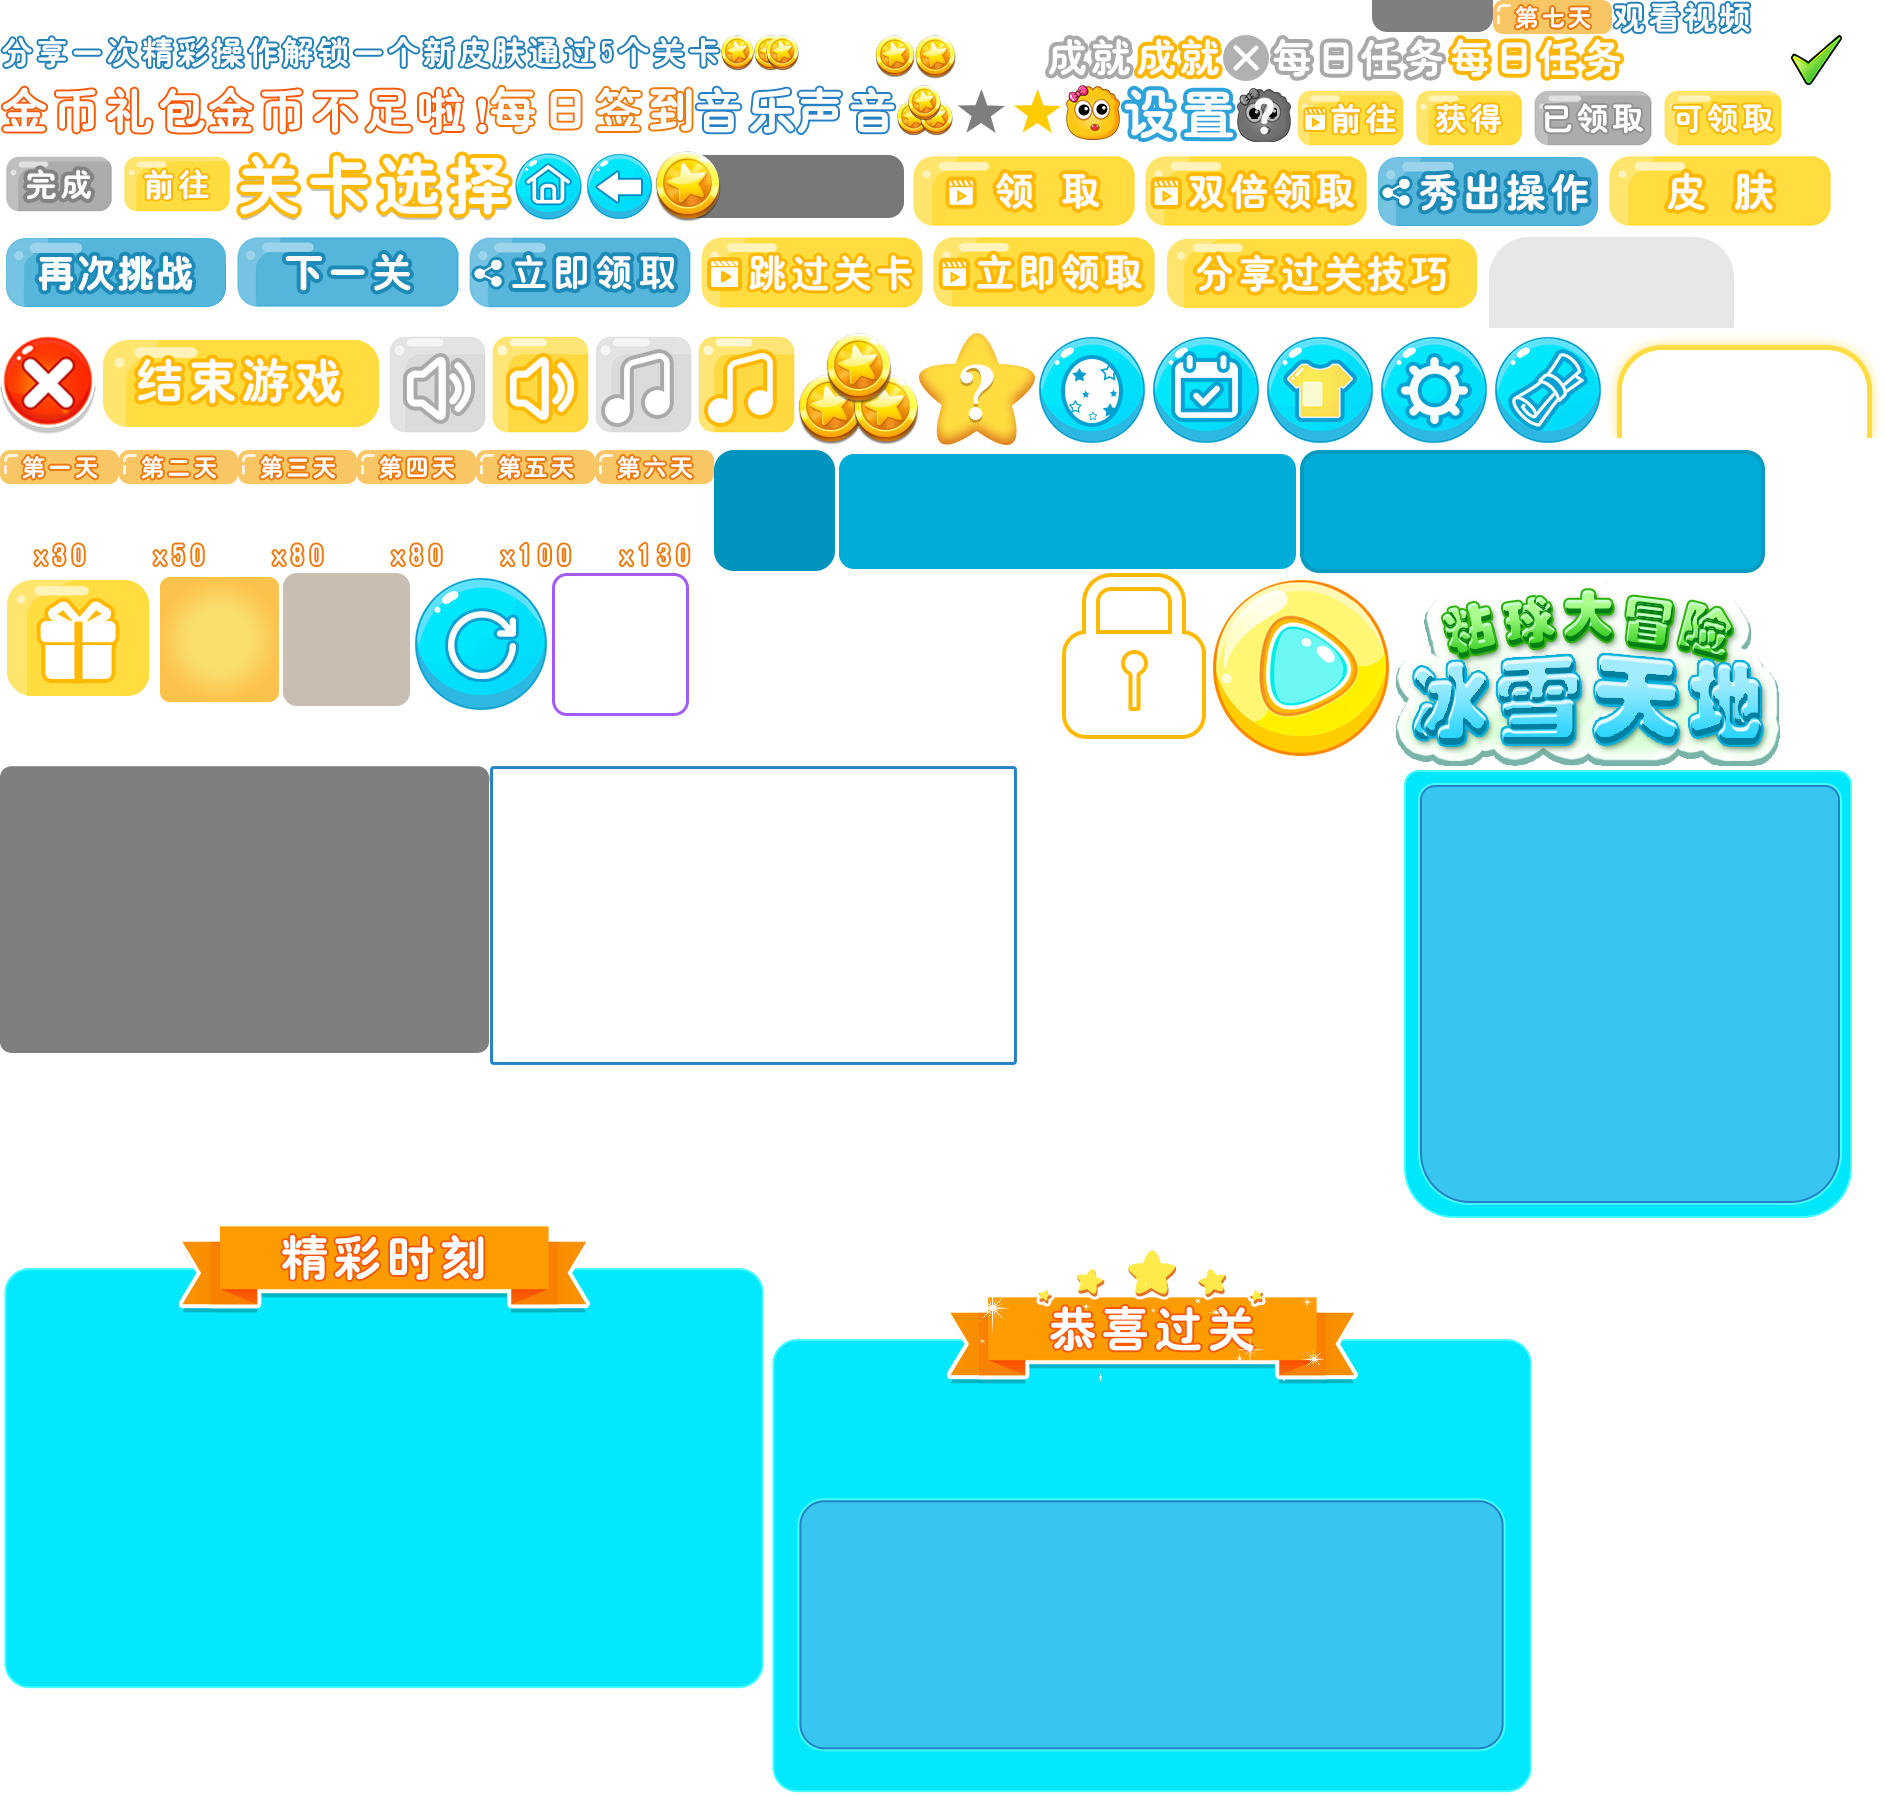 第七天
观看视频
分享一次精彩操作解锁一个新皮肤
通过5个关卡
成就
成就
每日任务
每日任务
金币礼包
金币不足啦!
每日签到
音乐
声音
设置
?
前往
获得
已领取
可领取
完成
前往
关卡选择
领 取
双倍领取
秀出操作
皮 肤
再次挑战
下一关
立即领取
跳过关卡
立即领取
分享过关技巧
结束游戏
?
第一天
第二天
第三天
第四天
第五天
第六天
x30
x50
x80
x80
x100
x130
粘球大冒险
冰雪天地
精彩时刻
恭喜过关